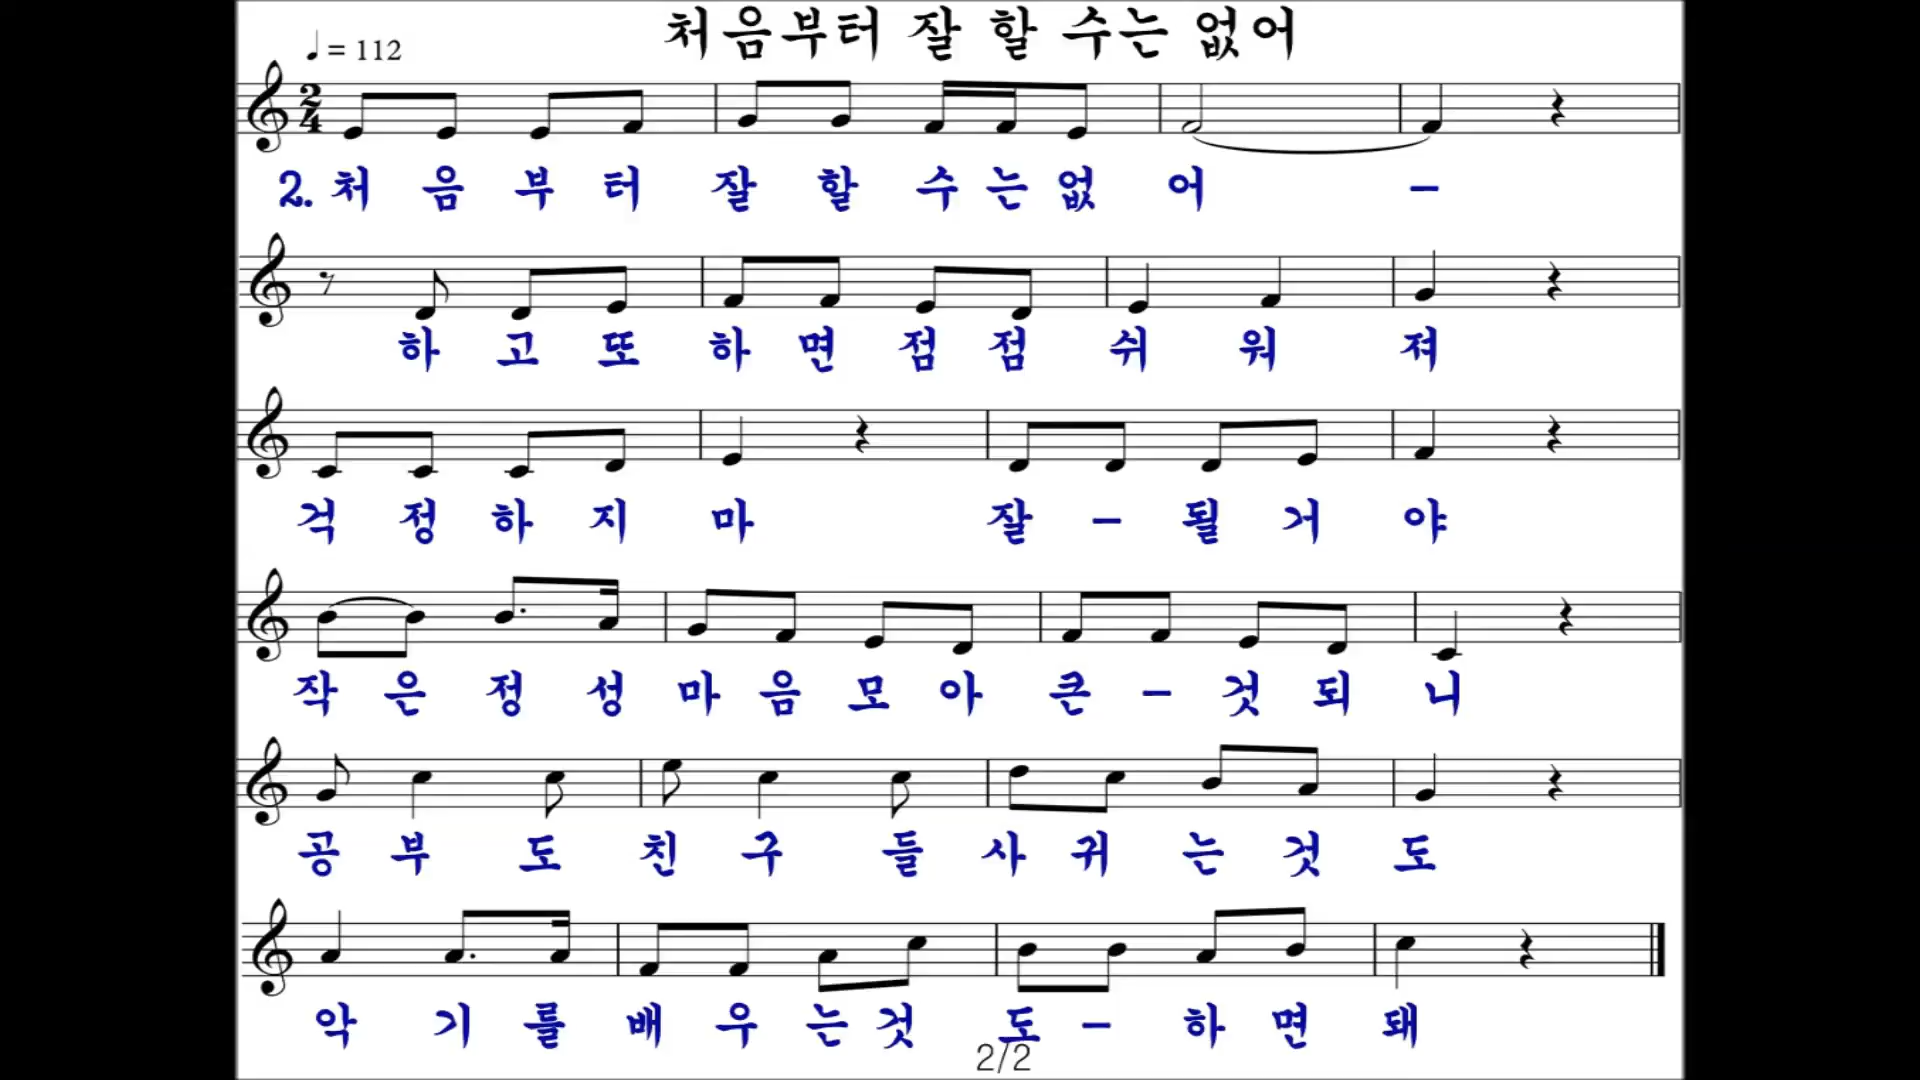 처음부터 잘 할 수는 없어
♩= 112
2/4
2. 처 음 부 터 잘 할 수 는 없 어 -
하 고 또 하 면 점 점 쉬 워 져
걱 정 하 지 마 잘 - 될 거 야
작 은 정 성 마 음 모 아 큰 - 것 되 니
공 부 도 친 구 들 사 귀 는 것 도
악 기 를 배 우 는 것 도 - 하 면 돼
2/2